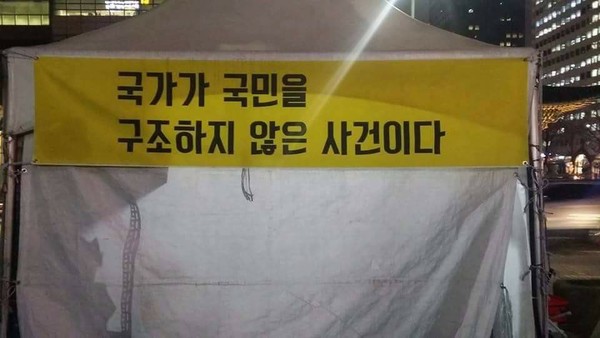 국가가 국민을
구조하지 않은 사건이다